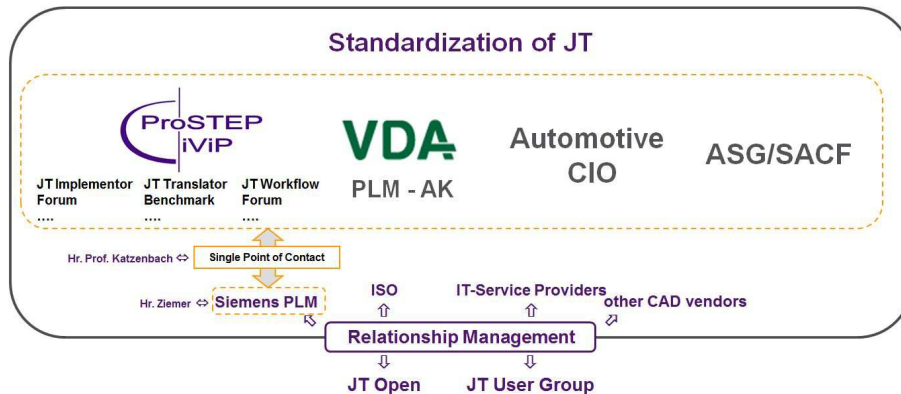 Standardization of JT
ProSTEP
iViP
VDA
PLM - AK
Automotive
CIO
ASG/SACF
JT Implementor
Forum
....
JT Translator
Benchmark
....
JT Workflow
Forum
....
Hr. Prof. Katzenbach ⇔
Single Point of Contact
Hr. Ziemer ⇔
Siemens PLM
ISO
IT-Service Providers
other CAD vendors
Relationship Management
JT Open
JT User Group